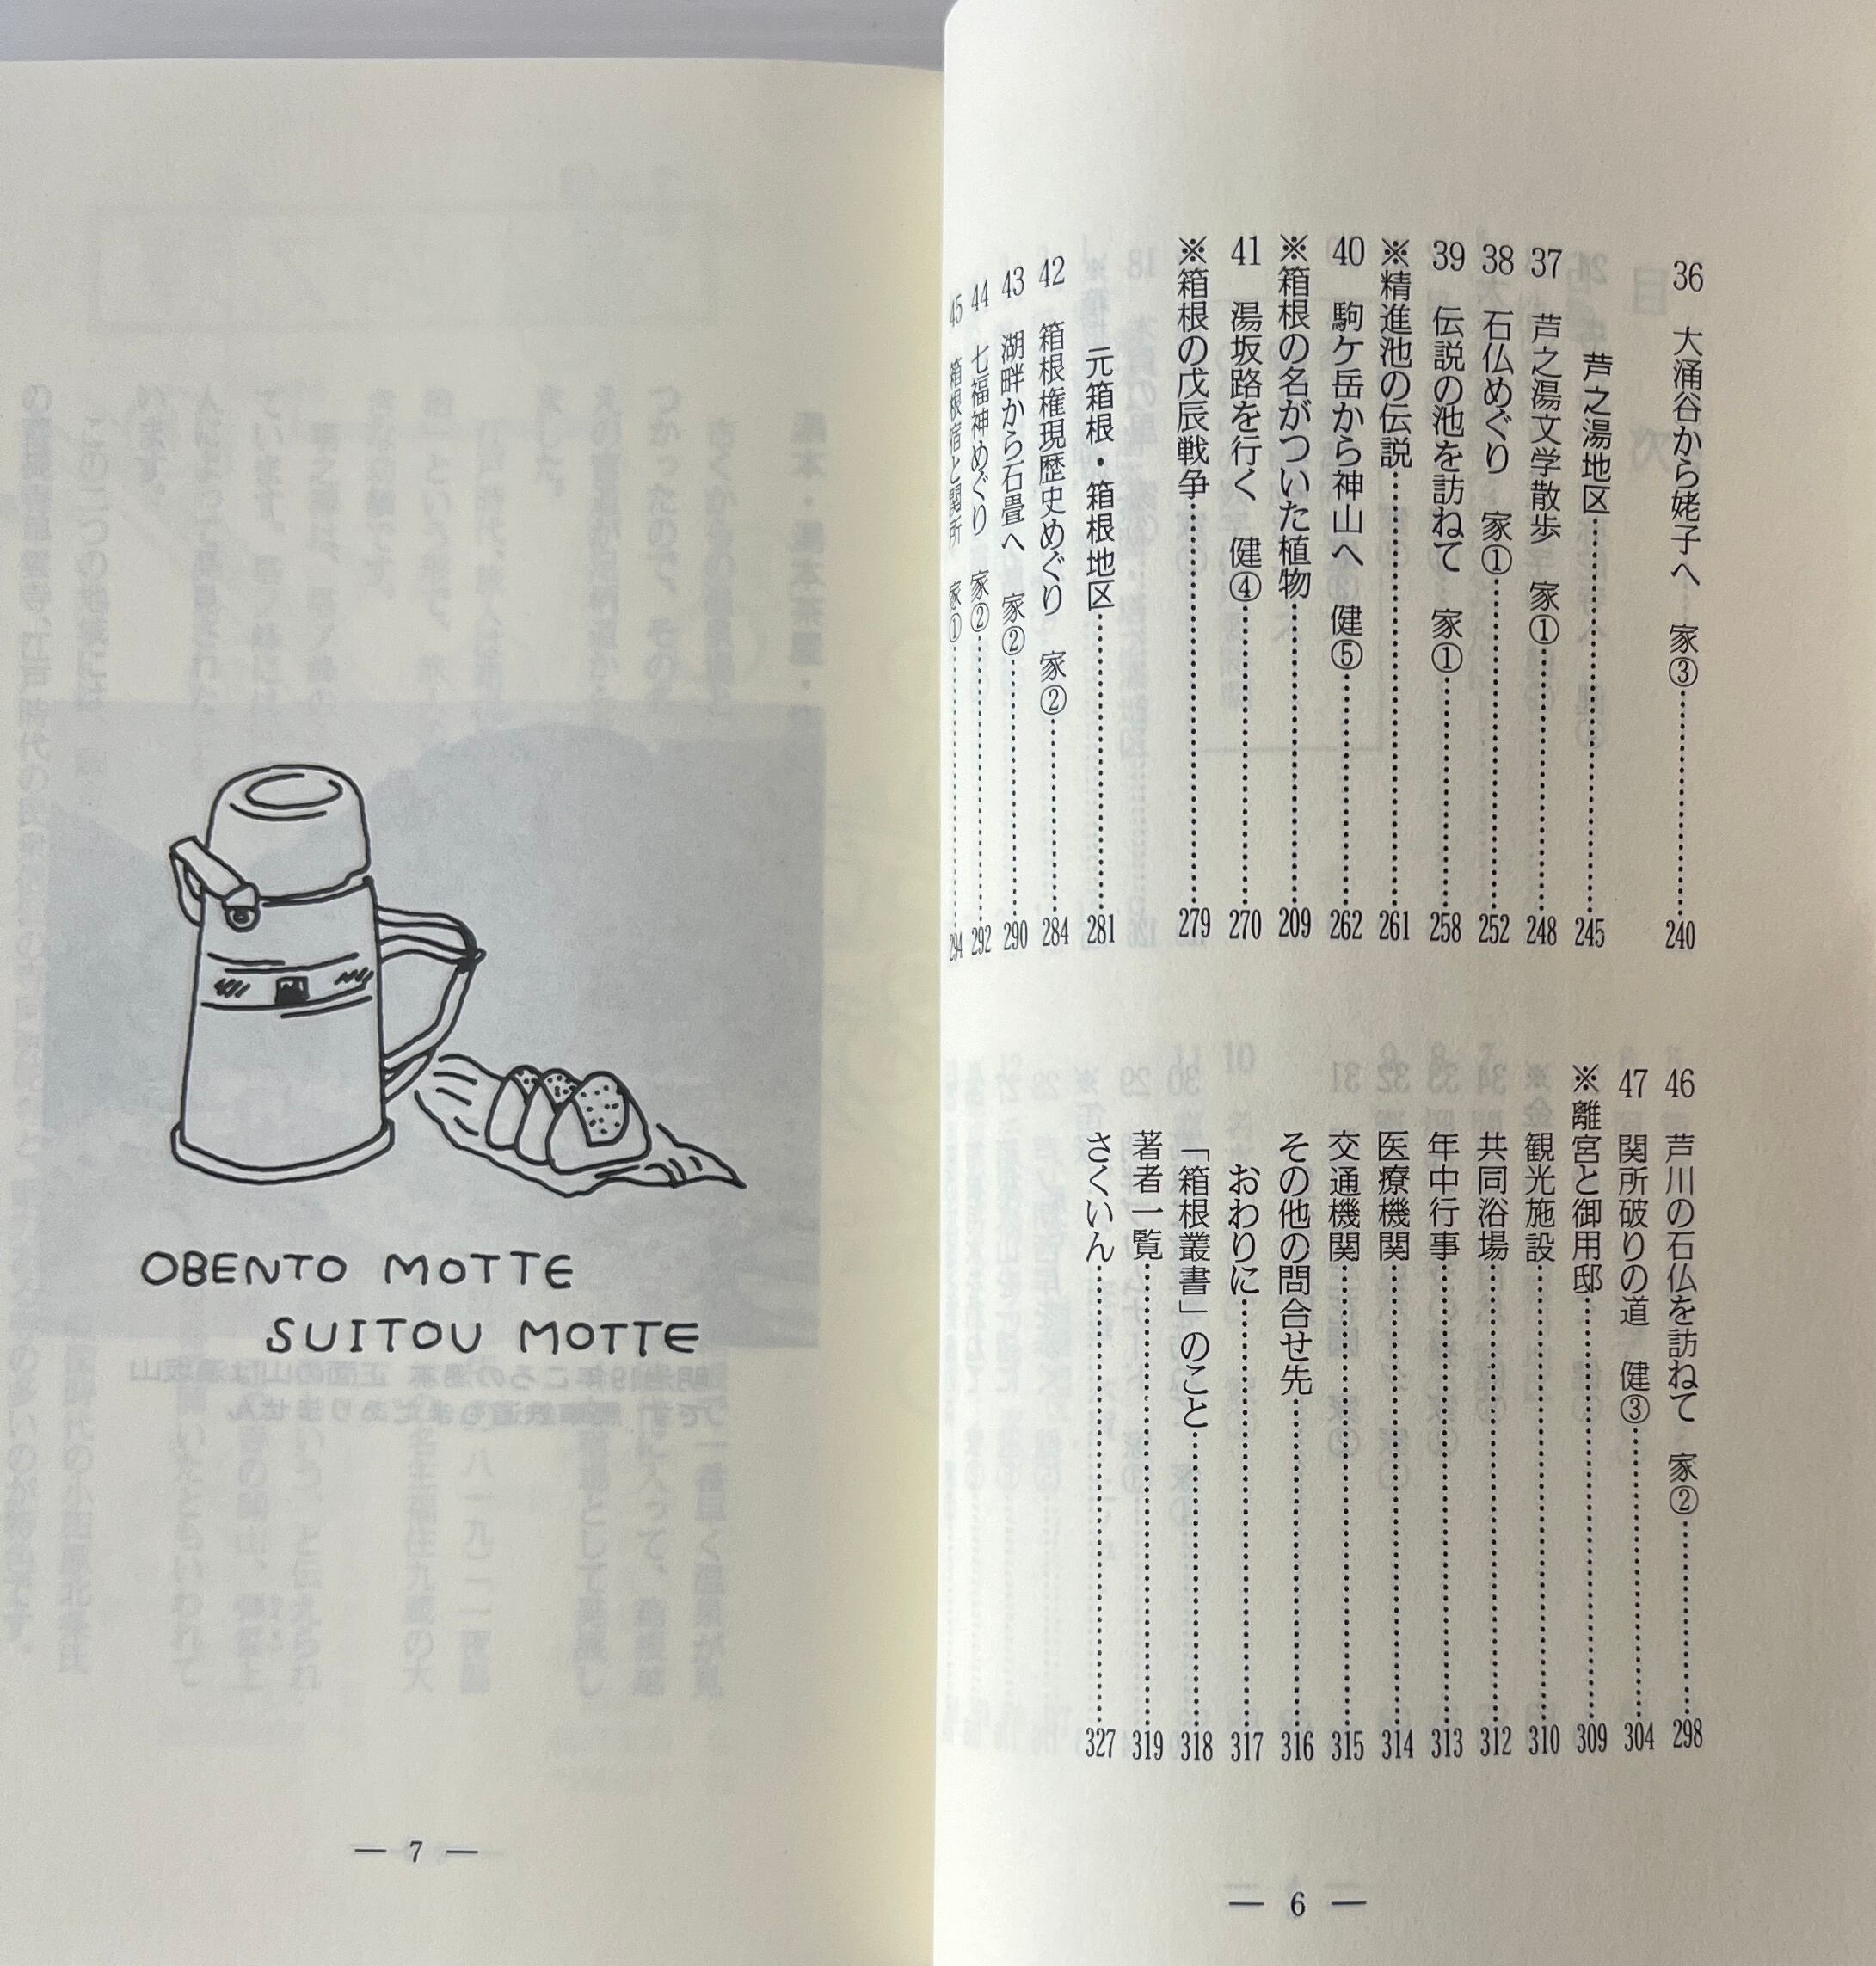 36 大涌谷から姥子へ 家③ 240
芦之湯地区 245
37 芦之湯文学散歩 家① 248
38 石仏めぐり 家① 252
39 伝説の池を訪ねて 家① 258
※精進池の伝説 261
40 駒ケ岳から神山へ 健⑤ 262
※箱根の名がついた植物 209
41 湯坂路を行く 健④ 270
※箱根の戊辰戦争 279
元箱根・箱根地区 281
42 箱根権現歴史めぐり 家② 284
43 湖畔から石畳へ 家② 290
44 七福神めぐり 家② 292
45 箱根宿と関所 家① 294
46 芦川の石仏を訪ねて 家② 298
47 関所破りの道 健③ 304
※離宮と御用邸 309
観光施設 310
共同浴場 312
年中行事 313
医療機関 314
交通機関 315
その他の問合せ先 316
おわりに 317
「箱根叢書」のこと 318
著者一覧 319
さくいん 327
— 6 —
OBENTO MOTTE
SUITOU MOTTE
— 7 —